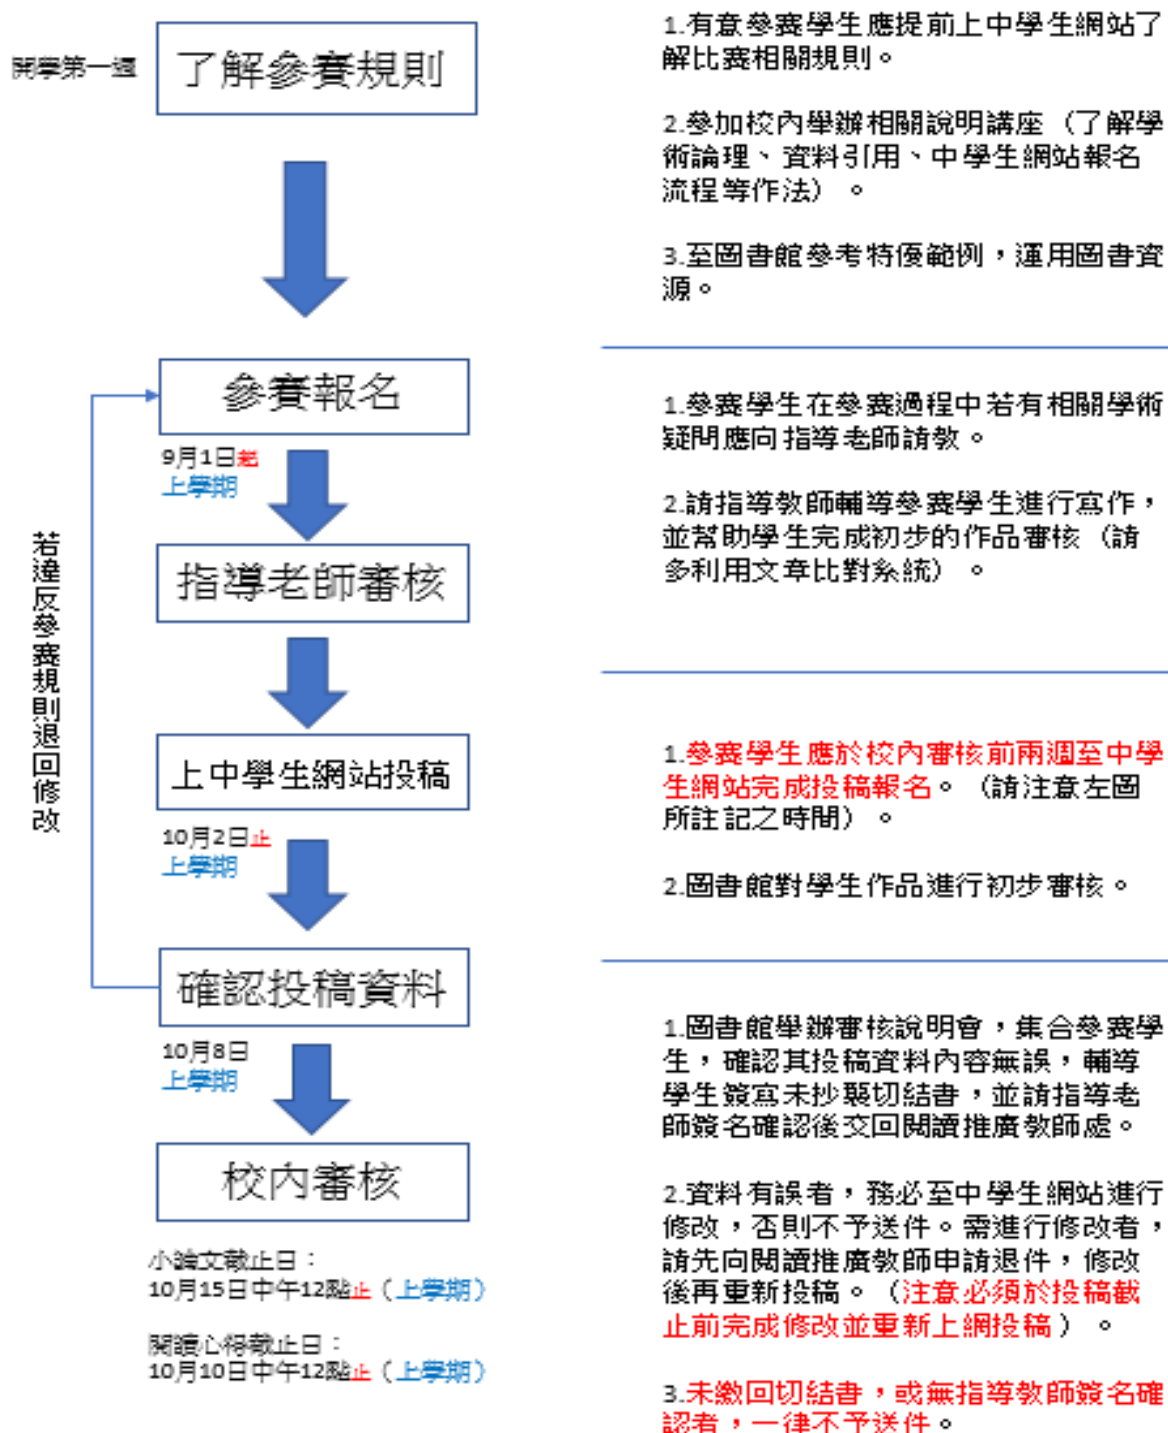 開學第一週
了解參賽規則
1.有意參賽學生應提前上中學生網站了
解比賽相關規則。
2.參加校內舉辦相關說明講座（了解學
術論理、資料引用、中學生網站報名
流程等作法）。
3.至圖書館參考特優範例，運用圖書資
源。
參賽報名
9月1日起
上學期
指導老師審核
1.參賽學生在參賽過程中若有相關學術
疑問應向指導老師請教。
2.請指導教師輔導參賽學生進行寫作，
並幫助學生完成初步的作品審核（請
多利用文章比對系統）。
若違反參賽規則退回修改
上中學生網站投稿
10月2日止
上學期
1.參賽學生應於校內審核前兩週至中學
生網站完成投稿報名。（請注意左圖
所註記之時間）。
2.圖書館對學生作品進行初步審核。
確認投稿資料
10月8日
上學期
校內審核
小論文截止日：
10月15日中午12點止（上學期）
閱讀心得截止日：
10月10日中午12點止（上學期）
1.圖書館舉辦審核說明會，集合參賽學
生，確認其投稿資料內容無誤，輔導
學生簽寫未抄襲切結書，並請指導老
師簽名確認後交回閱讀推廣教師處。
2.資料有誤者，務必至中學生網站進行
修改，否則不予送件。需進行修改者，
請先向閱讀推廣教師申請退件，修改
後再重新投稿。（注意必須於投稿截
止前完成修改並重新上網投稿）。
3.未繳回切結書，或無指導教師簽名確
認者，一律不予送件。